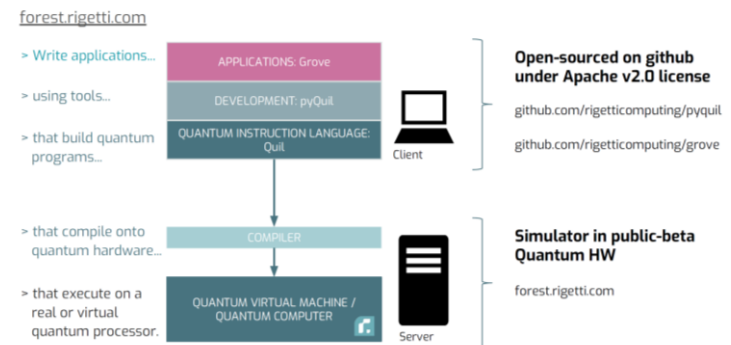 forest.rigetti.com
> Write applications...
> using tools...
> that build quantum
programs...
> that compile onto
quantum hardware...
> that execute on a
real or virtual
quantum processor.
APPLICATIONS: Grove
DEVELOPMENT: pyQuil
QUANTUM INSTRUCTION LANGUAGE:
Quil
COMPILER
QUANTUM VIRTUAL MACHINE /
QUANTUM COMPUTER
r.
Client
Server
Open-sourced on github
under Apache v2.0 license
github.com/rigetticomputing/pyquil
github.com/rigetticomputing/grove
Simulator in public-beta
Quantum HW
forest.rigetti.com